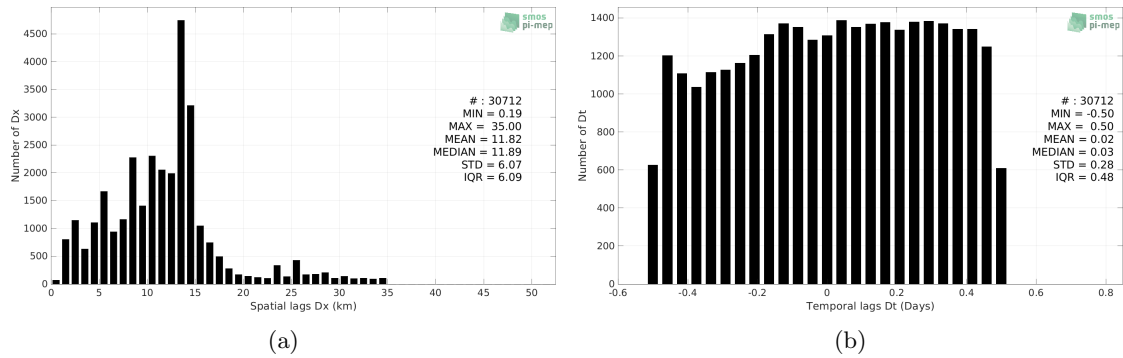 smos
pi-mep
Number of Dx
4500
4000
3500
3000
2500
2000
1500
1000
500
0
# : 30712
MIN = 0.19
MAX = 35.00
MEAN = 11.82
MEDIAN = 11.89
STD = 6.07
IQR = 6.09
0 5 10 15 20 25 30 35 40 45 50
Spatial lags Dx (km)
(a)
smos
pi-mep
Number of Dt
1400
1200
1000
800
600
400
200
0
# : 30712
MIN = -0.50
MAX = 0.50
MEAN = 0.02
MEDIAN = 0.03
STD = 0.28
IQR = 0.48
-0.6 -0.4 -0.2 0 0.2 0.4 0.6 0.8
Temporal lags Dt (Days)
(b)